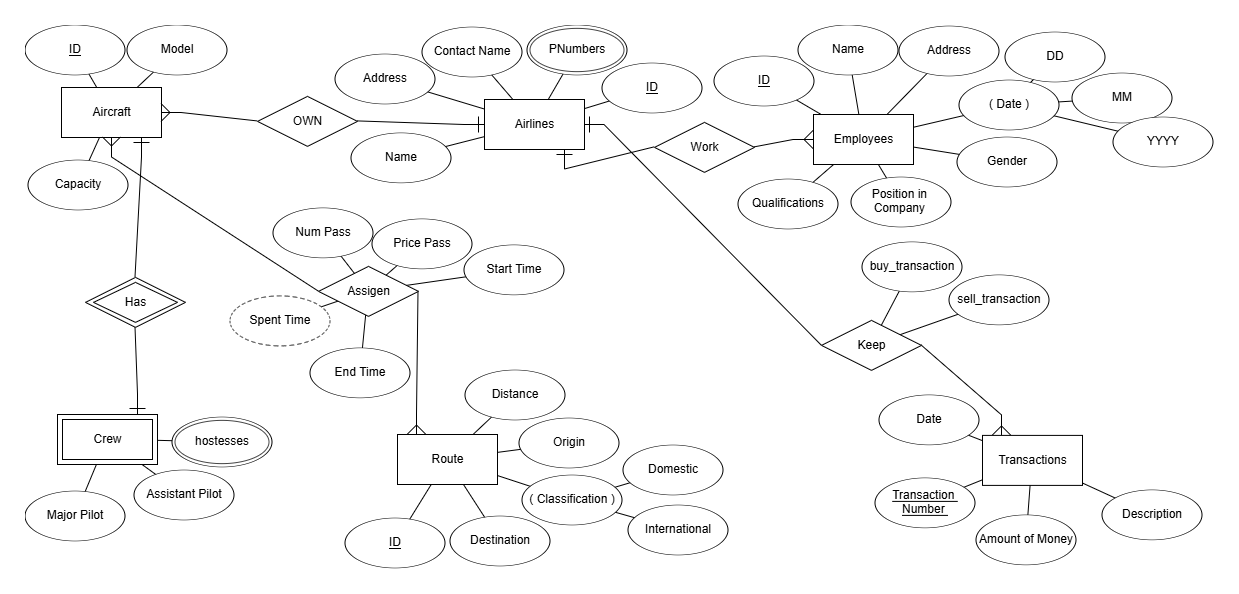 ID
Model
Aircraft
Capacity
OWN
Address
Contact Name
PNumbers
ID
Airlines
Name
Work
ID
Name
Address
( Date )
DD
MM
YYYY
Employees
Gender
Qualifications
Position in
Company
Num Pass
Price Pass
Start Time
Assigen
Spent Time
End Time
Has
buy_transaction
sell_transaction
Keep
Crew
hostesses
Assistant Pilot
Major Pilot
Distance
Origin
Route
( Classification )
Domestic
International
ID
Destination
Date
Transactions
Transaction
Number
Amount of Money
Description